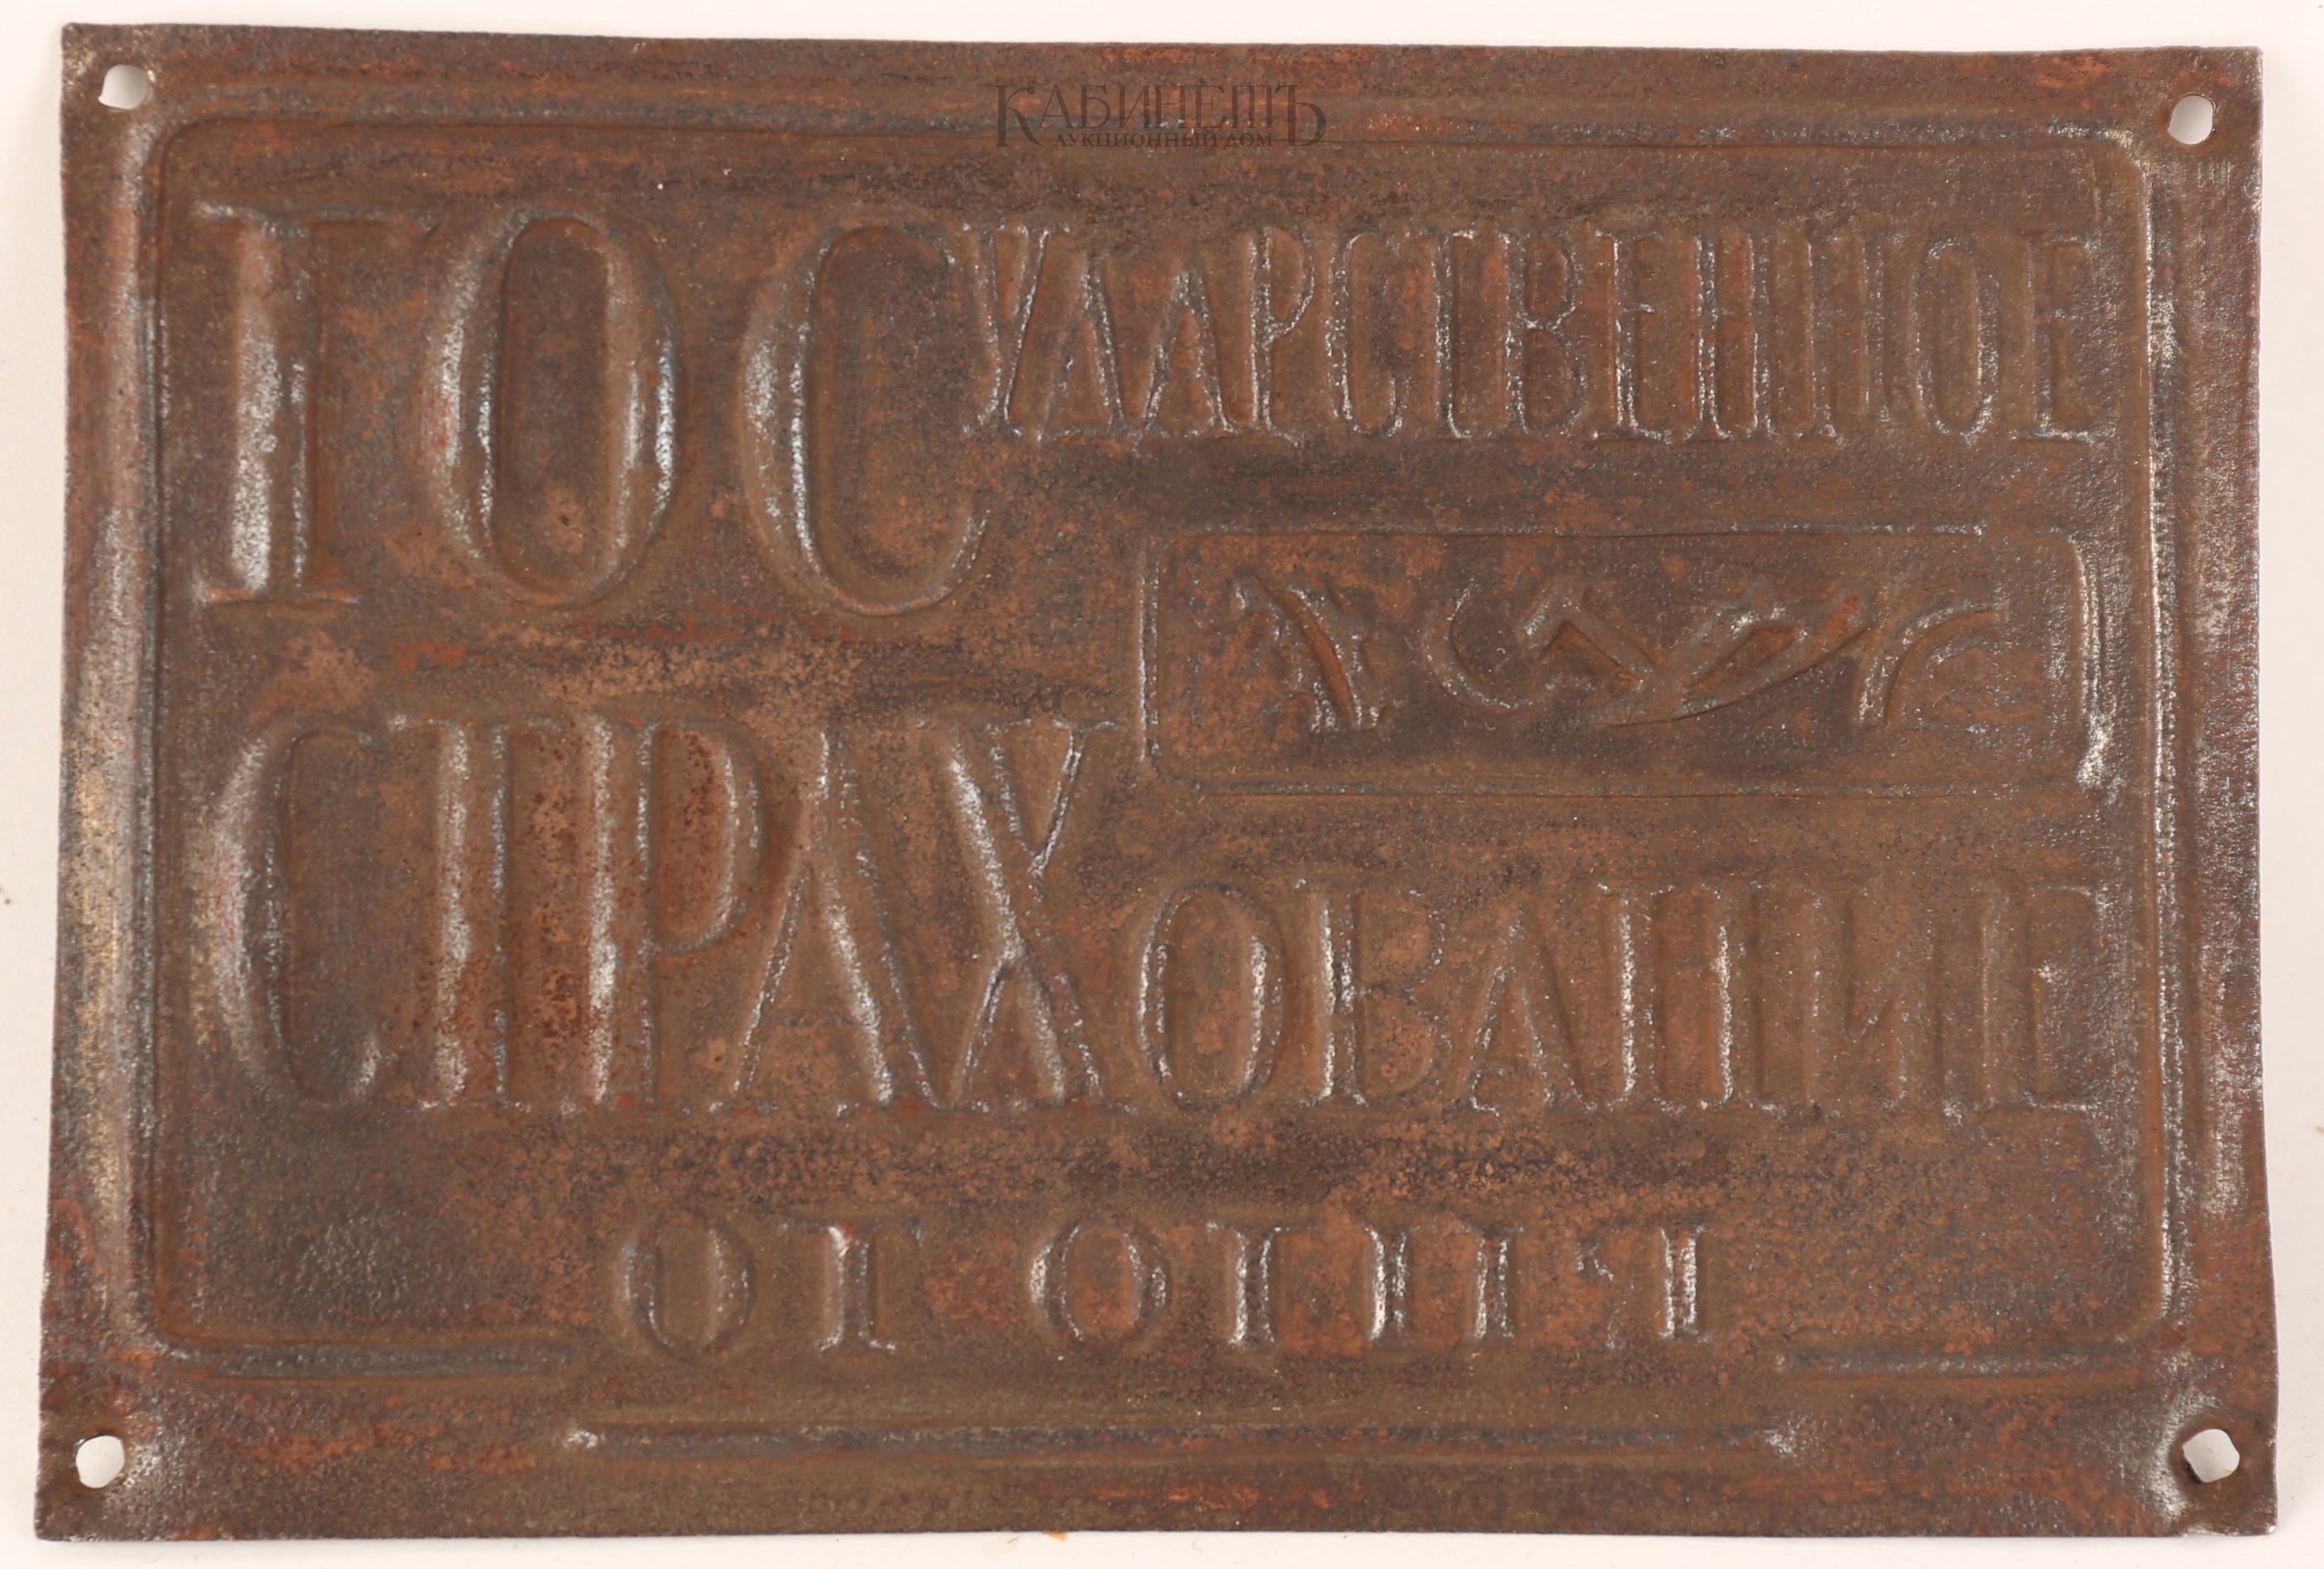 КАБИНЕТЪ
АУКЦИОННЫЙ ДОМ
ГОСУДАРСТВЕННОЕ
СТРАХОВАНИЕ
ОТ ОГНЯ